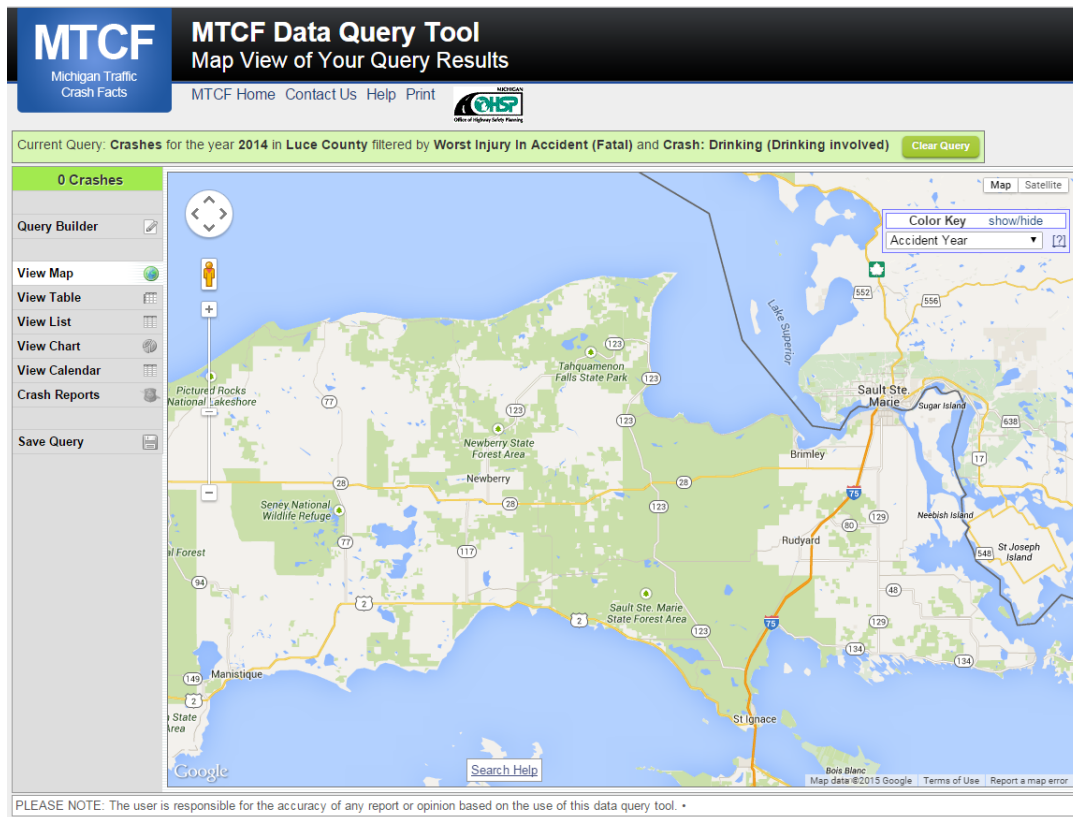 MTCF
Michigan Traffic
Crash Facts
MTCF Data Query Tool
Map View of Your Query Results
MTCF Home Contact Us Help Print
MICHIGAN
OHSP
Office of Highway Safety Planning
Current Query: Crashes for the year 2014 in Luce County filtered by Worst Injury In Accident (Fatal) and Crash: Drinking (Drinking involved) Clear Query
0 Crashes
Query Builder
View Map
View Table
View List
View Chart
View Calendar
Crash Reports
Save Query
Map Satellite
Color Key show/hide
Accident Year [?]
552
556
Lake Superior
123
Tahquamenon
Falls State Park
123
Pictured Rocks
National Lakeshore
77
123
123
Sault Ste.
Marie
Sugar Island
638
Newberry State
Forest Area
Brimley
17
Newberry
28
28
28
75
Seney National
Wildlife Refuge
123
129
80
Neebish Island
77
Rudyard
al Forest
117
548
St Joseph
Island
94
48
2
Sault Ste. Marie
State Forest Area
2
123
75
129
134
134
149
Manistique
2
State
Area
St Ignace
Google
Search Help
Bois Blanc
Map data ©2015 Google Terms of Use Report a map error
PLEASE NOTE: The user is responsible for the accuracy of any report or opinion based on the use of this data query tool. •